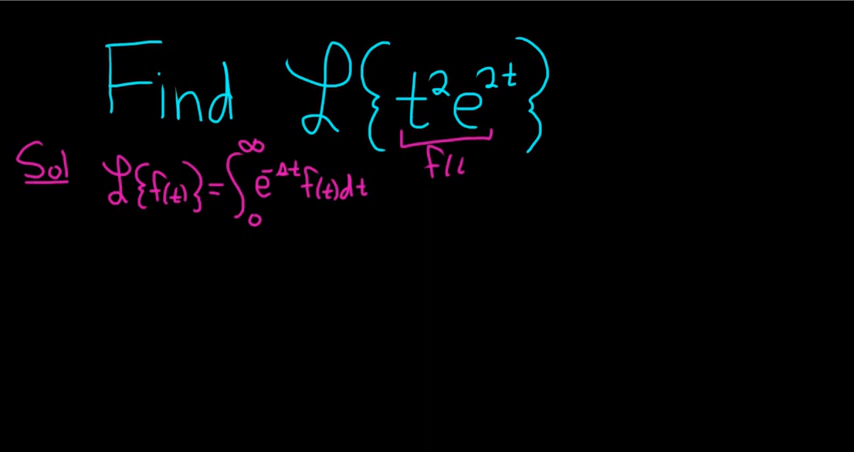 Find ℒ{t²e²ᵗ}
f(
Sol ℒ{f(t)}=∫₀^∞ e^{-st}f(t)dt